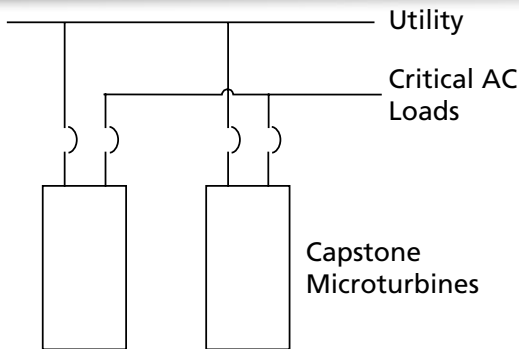 Utility
Critical AC
Loads
Capstone
Microturbines